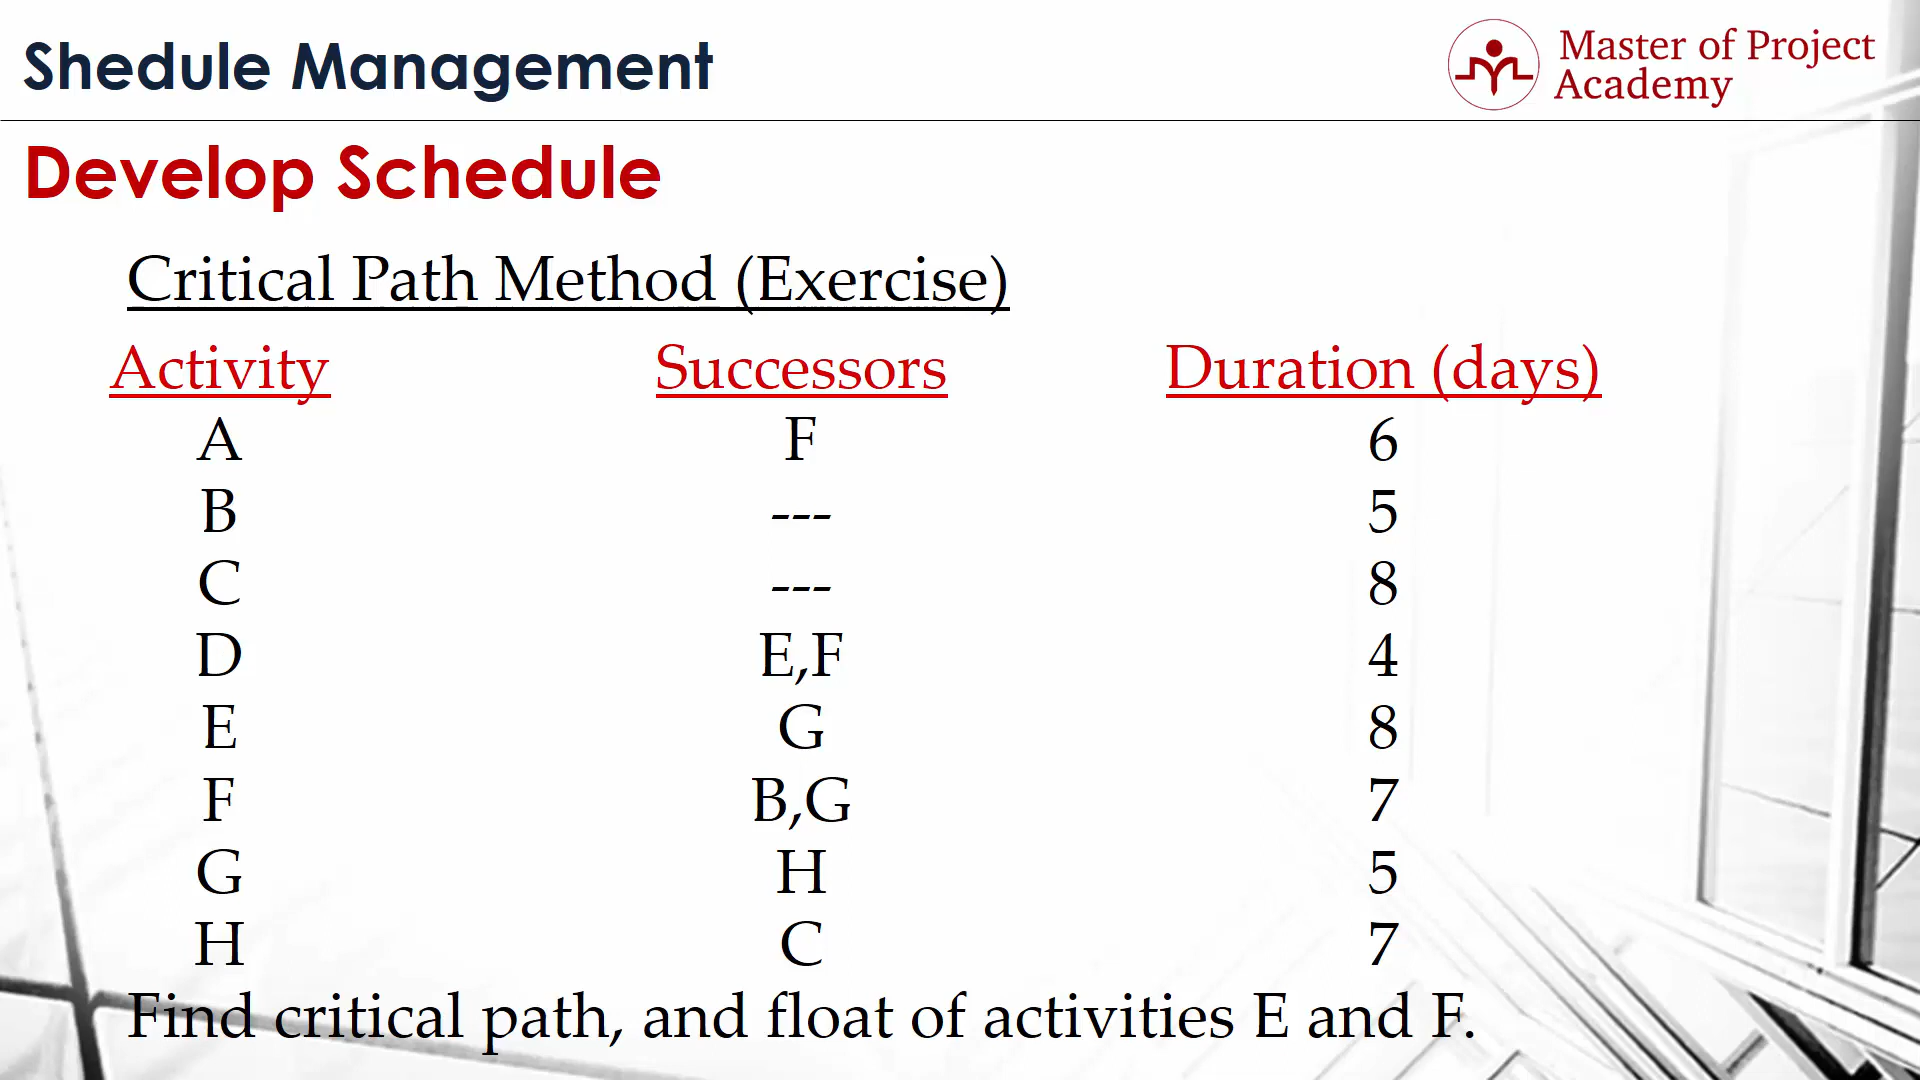 Shedule Management
Master of Project
Academy
Develop Schedule
Critical Path Method (Exercise)
Activity Successors Duration (days)
A F 6
B --- 5
C --- 8
D E,F 4
E G 8
F B,G 7
G H 5
H C 7
Find critical path, and float of activities E and F.